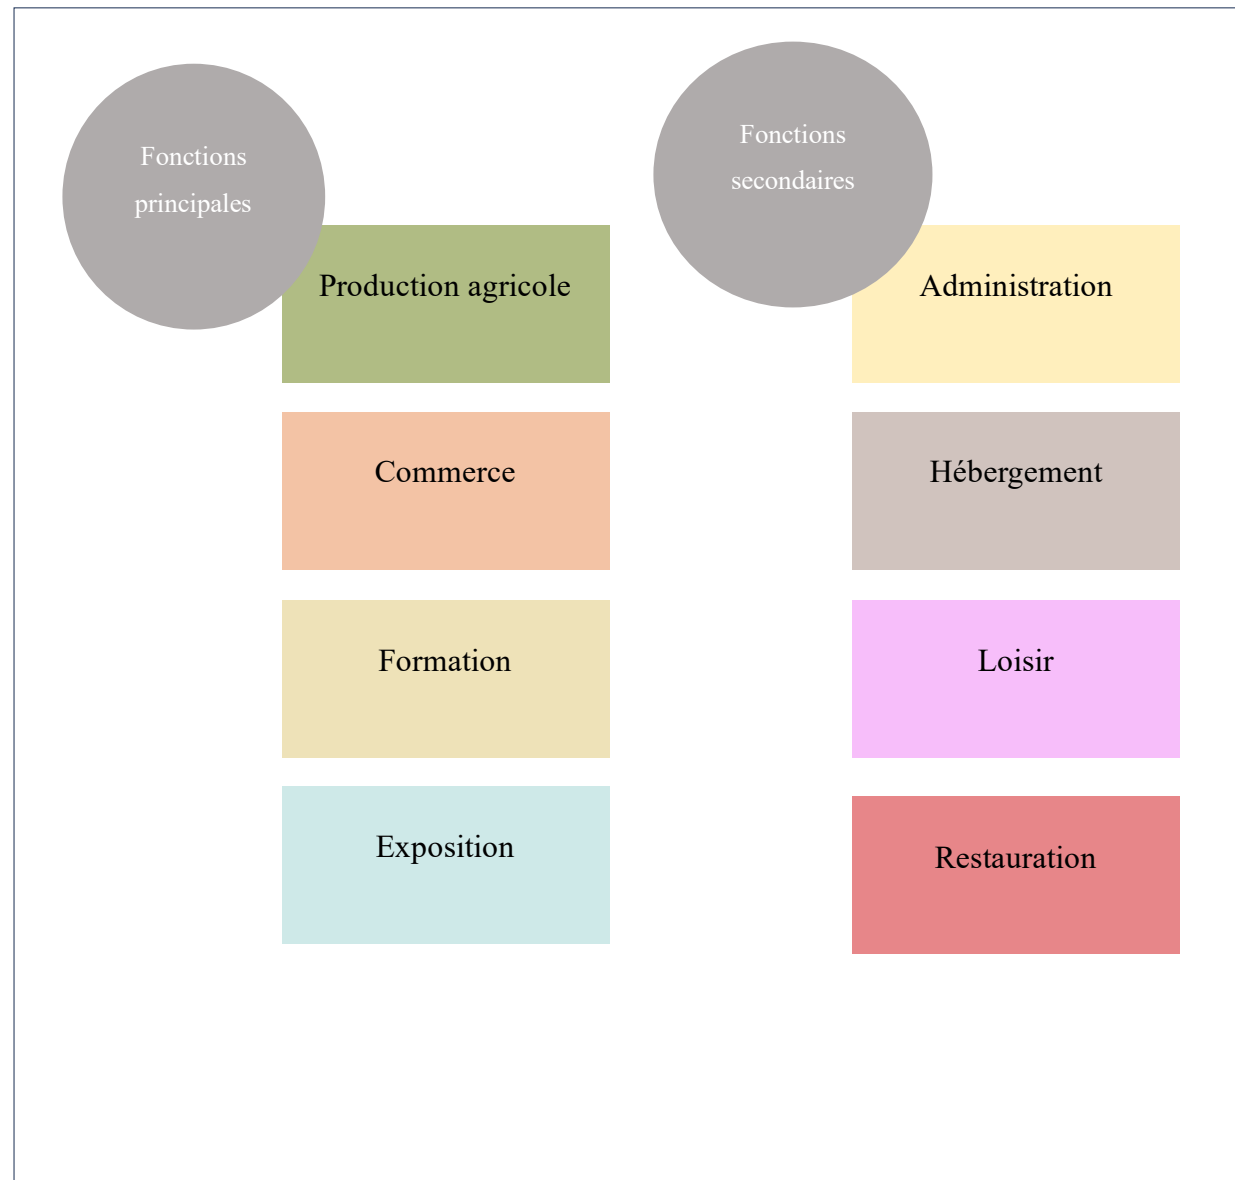 Fonctions
principales
Production agricole
Commerce
Formation
Exposition
Fonctions
secondaires
Administration
Hébergement
Loisir
Restauration